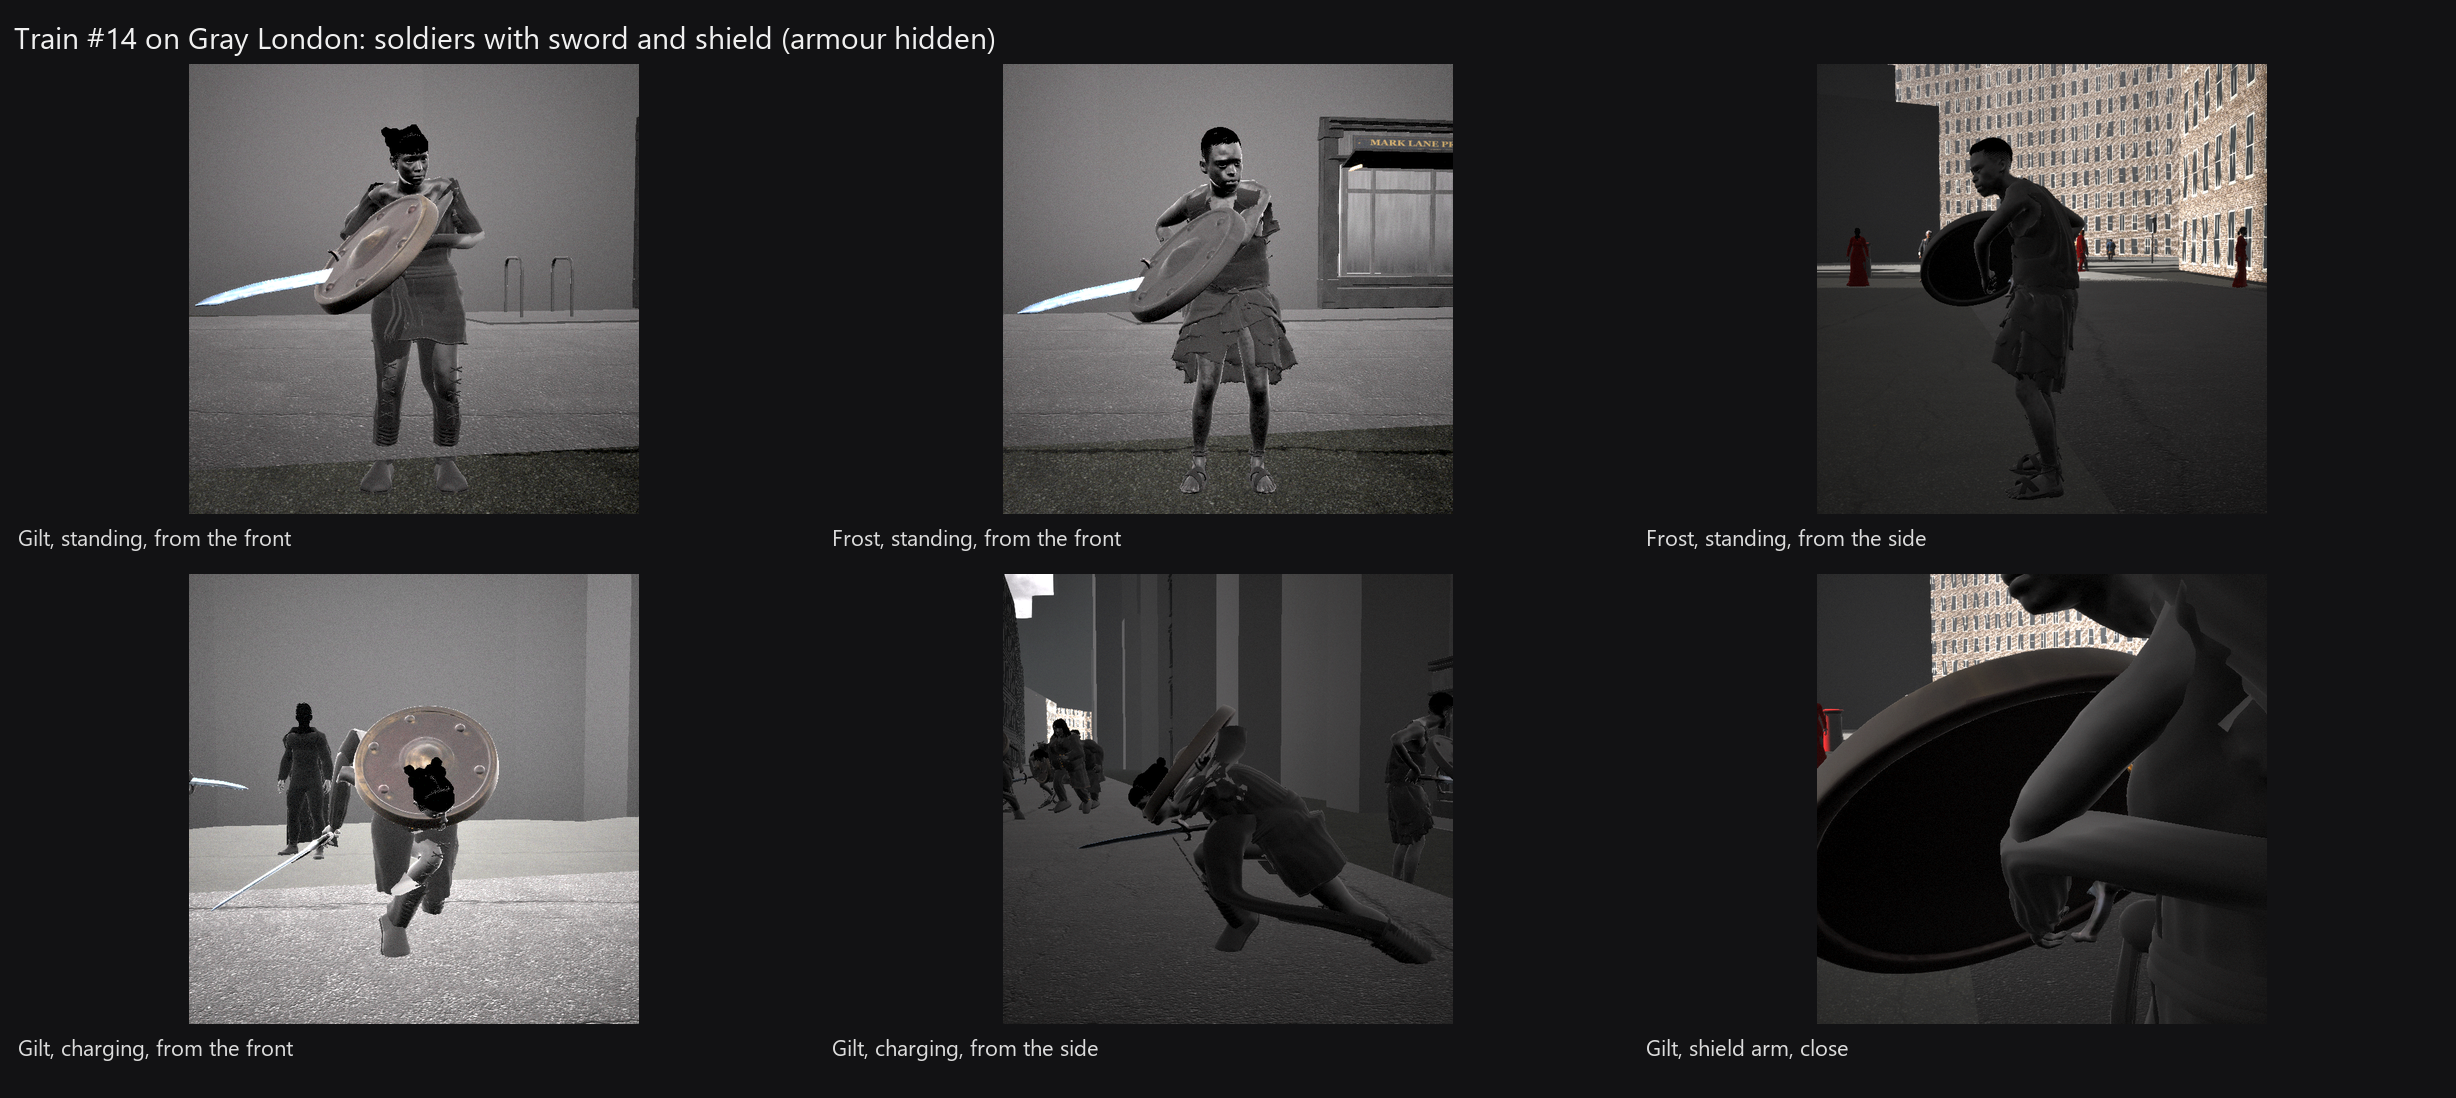 Train #14 on Gray London: soldiers with sword and shield (armour hidden)
MARK LANE
Gilt, standing, from the front
Frost, standing, from the front
Frost, standing, from the side
Gilt, charging, from the front
Gilt, charging, from the side
Gilt, shield arm, close